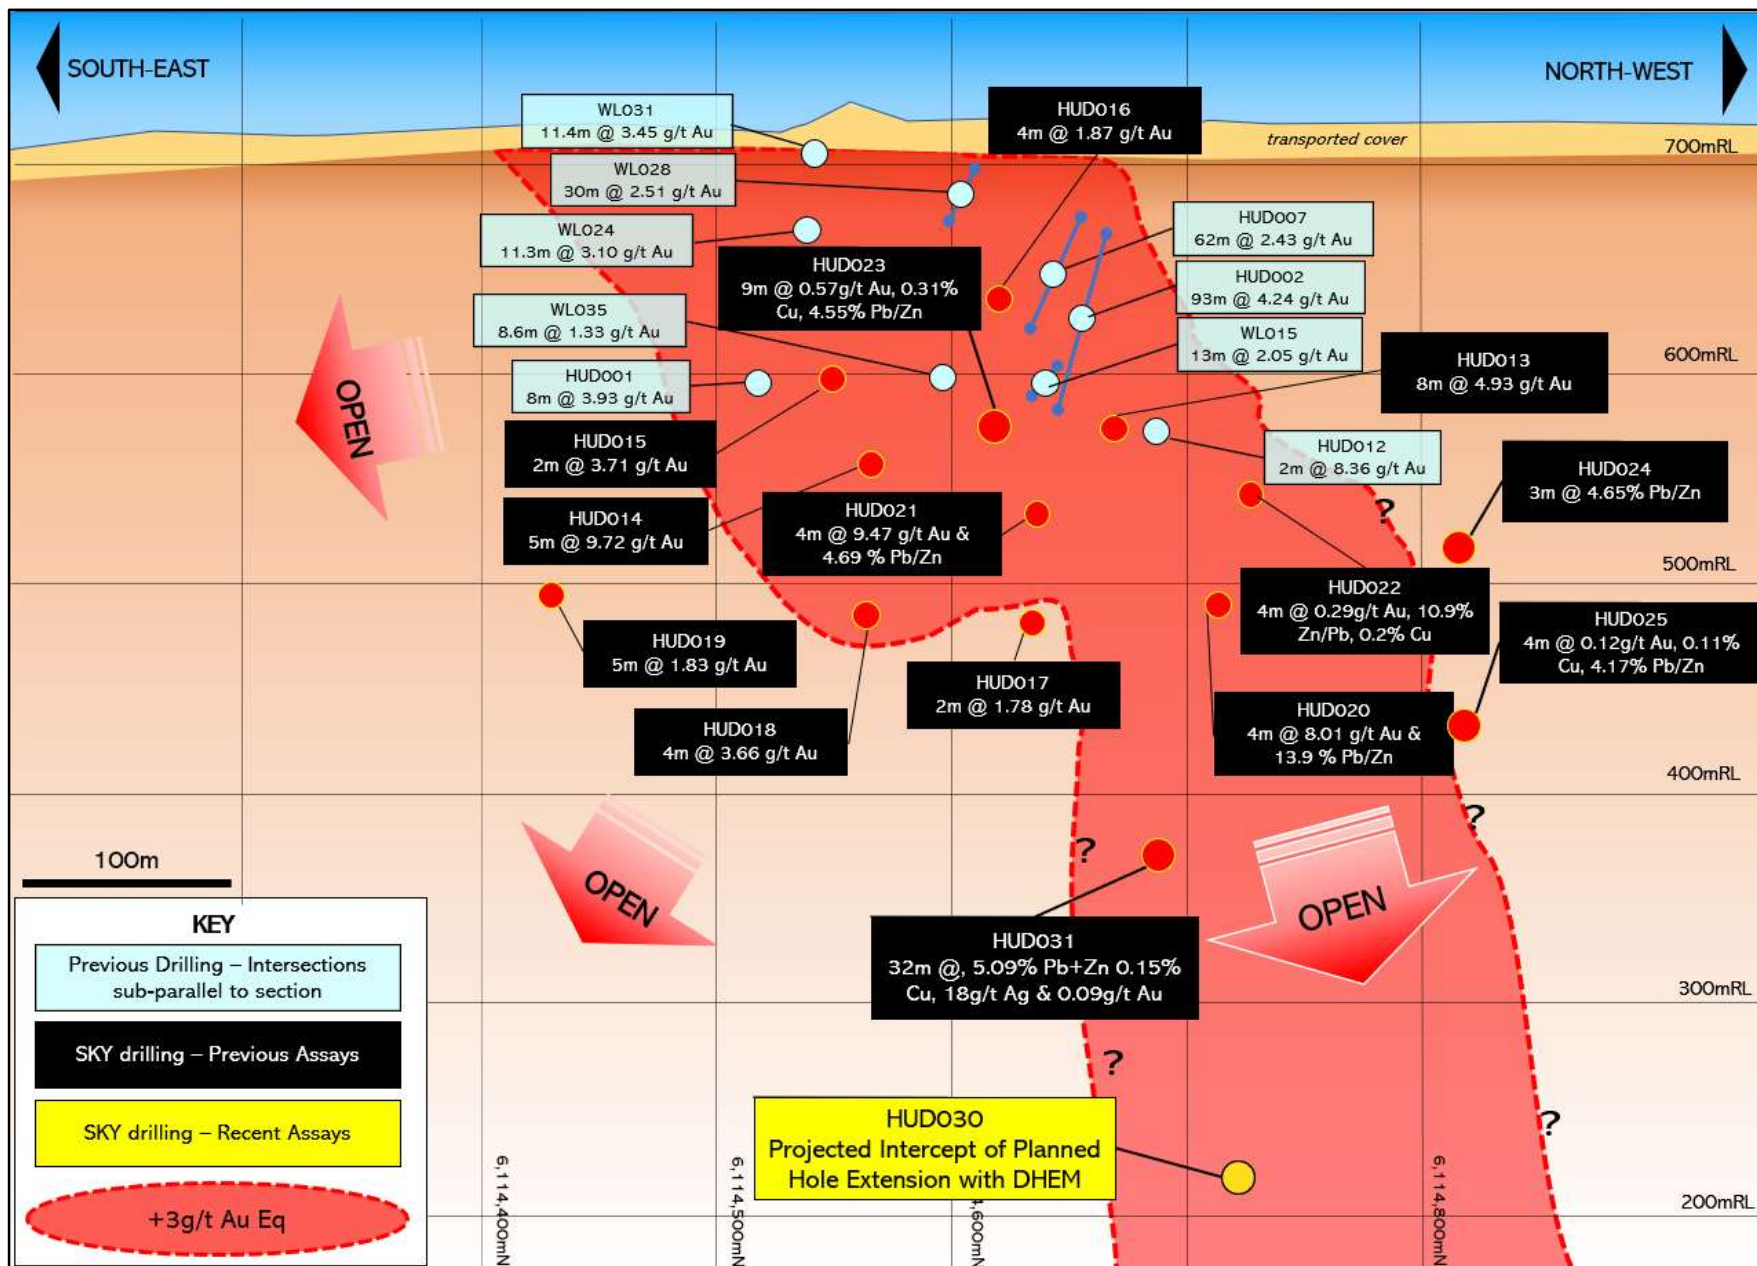 SOUTH-EAST
NORTH-WEST
WL031
11.4m @ 3.45 g/t Au
HUD016
4m @ 1.87 g/t Au
transported cover
700mRL
WL028
30m @ 2.51 g/t Au
WL024
11.3m @ 3.10 g/t Au
HUD007
62m @ 2.43 g/t Au
HUD023
9m @ 0.57g/t Au, 0.31%
Cu, 4.55% Pb/Zn
HUD002
93m @ 4.24 g/t Au
WL035
8.6m @ 1.33 g/t Au
WL015
13m @ 2.05 g/t Au
HUD013
8m @ 4.93 g/t Au
600mRL
HUD001
8m @ 3.93 g/t Au
OPEN
HUD015
2m @ 3.71 g/t Au
HUD012
2m @ 8.36 g/t Au
HUD024
3m @ 4.65% Pb/Zn
?
HUD014
5m @ 9.72 g/t Au
HUD021
4m @ 9.47 g/t Au &
4.69 % Pb/Zn
500mRL
HUD022
4m @ 0.29g/t Au, 10.9%
Zn/Pb, 0.2% Cu
HUD025
4m @ 0.12g/t Au, 0.11%
Cu, 4.17% Pb/Zn
HUD019
5m @ 1.83 g/t Au
HUD017
2m @ 1.78 g/t Au
HUD018
4m @ 3.66 g/t Au
HUD020
4m @ 8.01 g/t Au &
13.9 % Pb/Zn
400mRL
?
?
100m
OPEN
OPEN
HUD031
32m @, 5.09% Pb+Zn 0.15%
Cu, 18g/t Ag & 0.09g/t Au
300mRL
KEY
Previous Drilling – Intersections
sub-parallel to section
SKY drilling – Previous Assays
SKY drilling – Recent Assays
+3g/t Au Eq
?
?
HUD030
Projected Intercept of Planned
Hole Extension with DHEM
200mRL
6,114,400mN
6,114,500mN
4,600mN
6,114,800mN